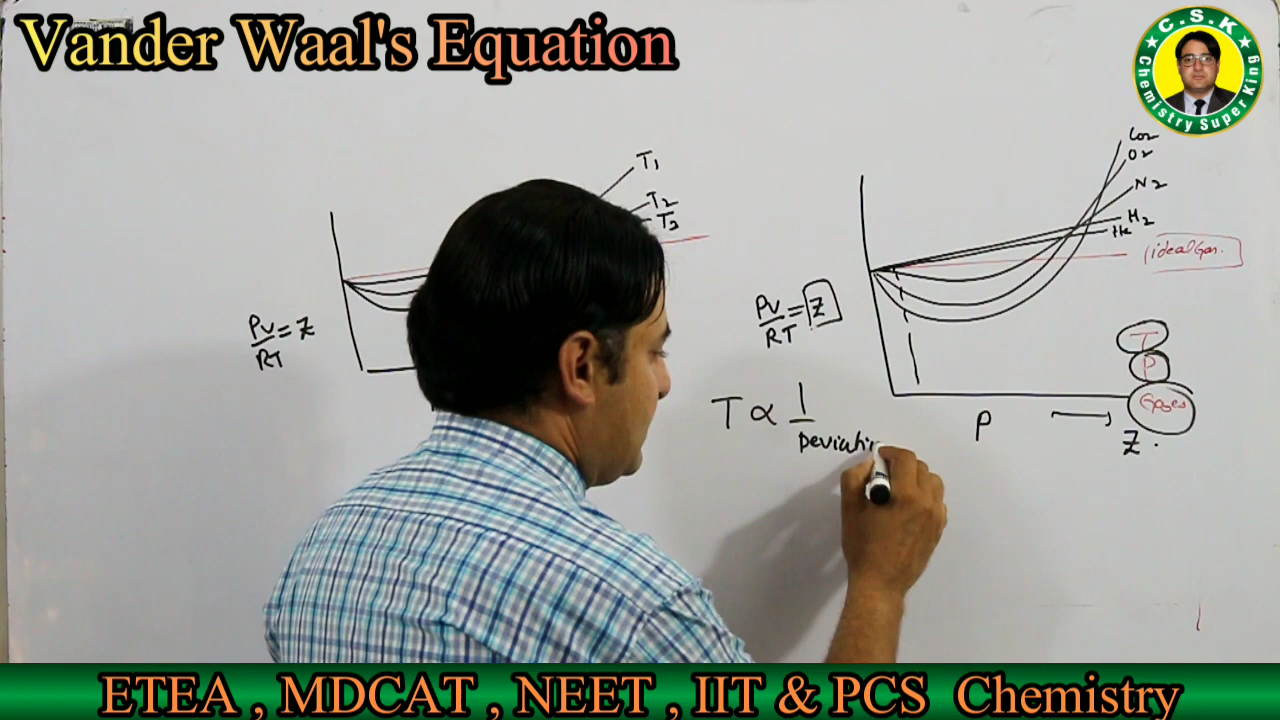 Vander Waal's Equation
C.S.K
Chemistry Super King
T1
T2
T3
PV/RT = Z
CO2
O2
N2
H2
He
ideal Gas.
PV/RT = Z
T
P
Gases
Z.
P
T ∝ 1
Deviatio
ETEA , MDCAT , NEET , IIT & PCS Chemistry